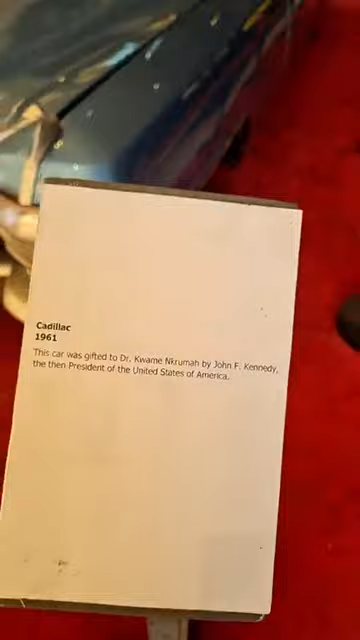 Cadillac
1961
This car was gifted to Dr. Kwame Nkrumah by John F. Kennedy,
the then President of the United States of America.